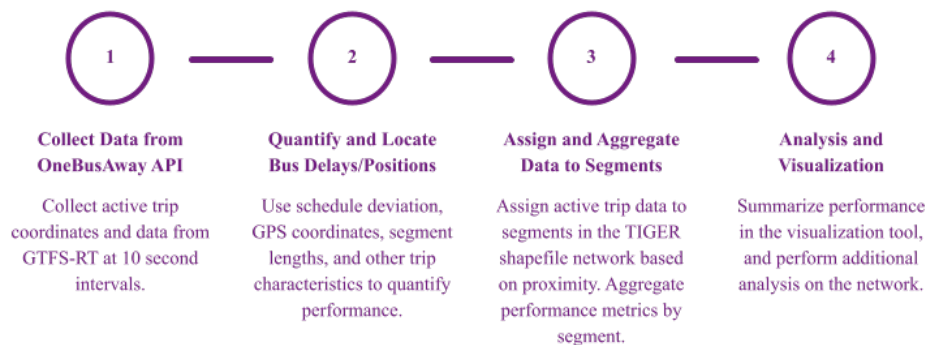 1
2
3
4
Collect Data from
OneBusAway API
Collect active trip
coordinates and data from
GTFS-RT at 10 second
intervals.
Quantify and Locate
Bus Delays/Positions
Use schedule deviation,
GPS coordinates, segment
lengths, and other trip
characteristics to quantify
performance.
Assign and Aggregate
Data to Segments
Assign active trip data to
segments in the TIGER
shapefile network based
on proximity. Aggregate
performance metrics by
segment.
Analysis and
Visualization
Summarize performance
in the visualization tool,
and perform additional
analysis on the network.